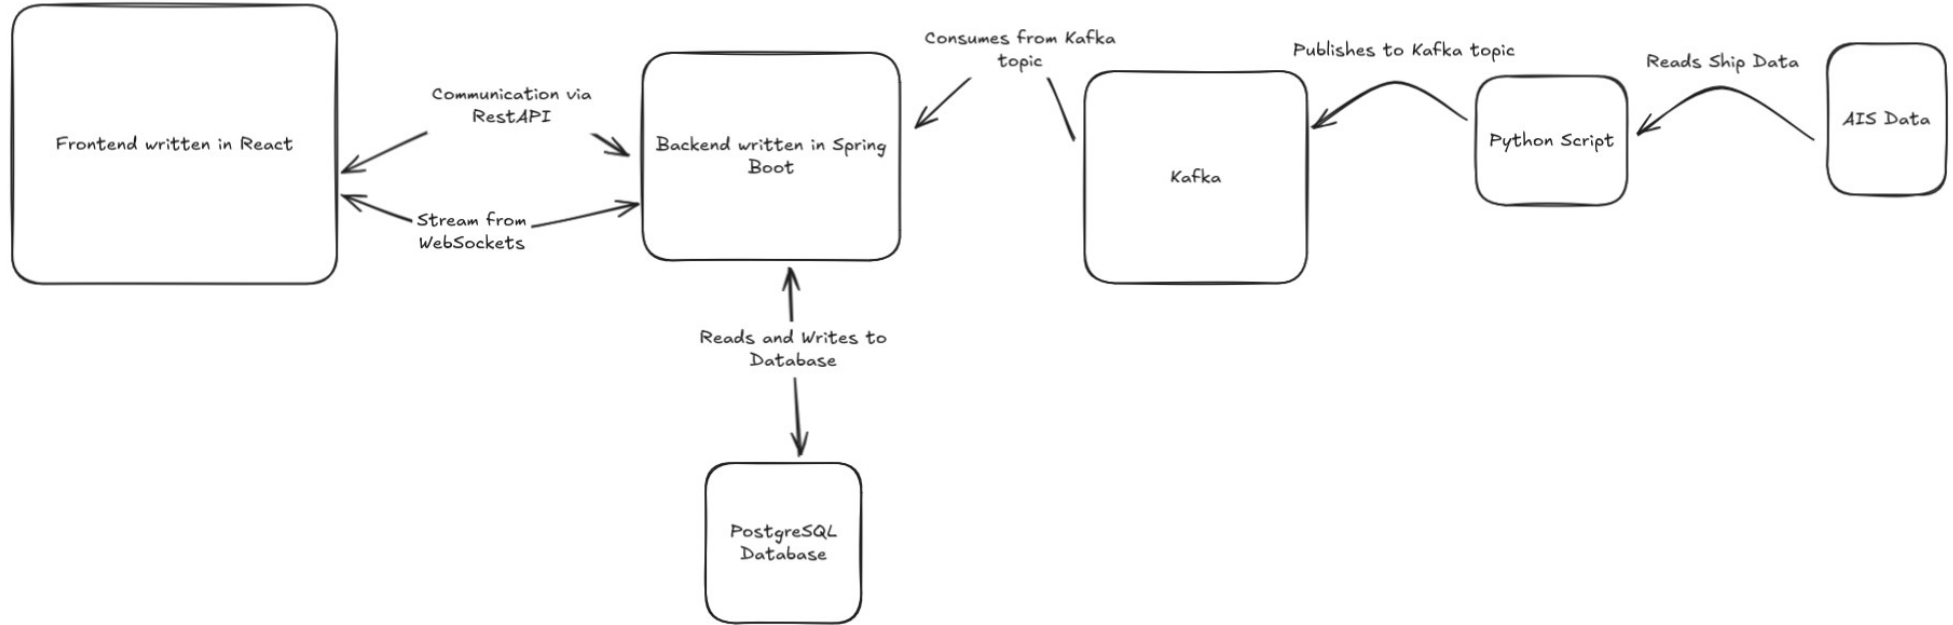 Frontend written in React
Communication via
RestAPI
Stream from
WebSockets
Backend written in Spring
Boot
Consumes from Kafka
topic
Kafka
Publishes to Kafka topic
Python Script
Reads Ship Data
AIS Data
Reads and Writes to
Database
PostgreSQL
Database